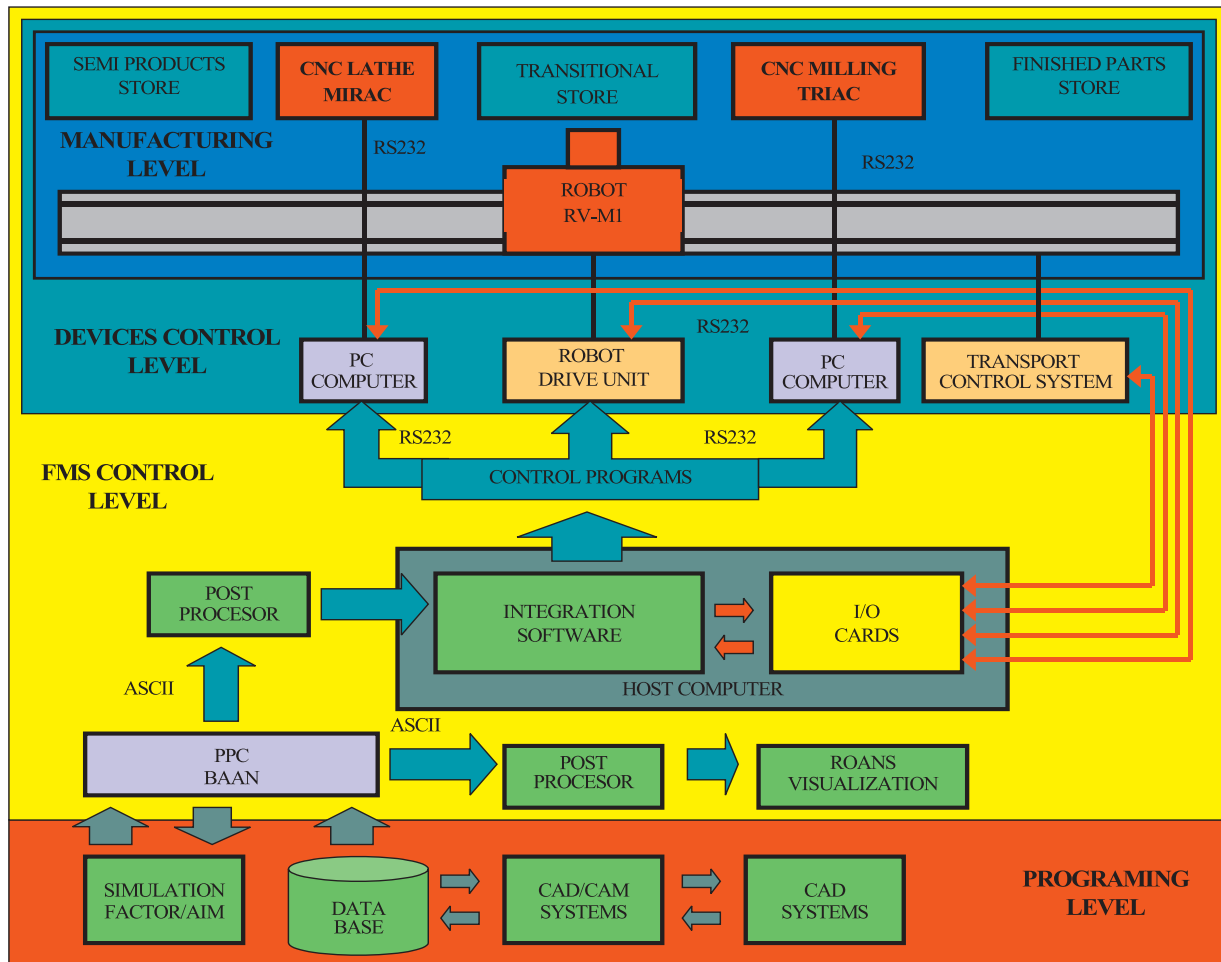 SEMI PRODUCTS
STORE
CNC LATHE
MIRAC
TRANSITIONAL
STORE
CNC MILLING
TRIAC
FINISHED PARTS
STORE
MANUFACTURING
LEVEL
RS232
RS232
ROBOT
RV-M1
DEVICES CONTROL
LEVEL
RS232
PC
COMPUTER
ROBOT
DRIVE UNIT
PC
COMPUTER
TRANSPORT
CONTROL SYSTEM
RS232
RS232
FMS CONTROL
LEVEL
CONTROL PROGRAMS
POST
PROCESOR
INTEGRATION
SOFTWARE
I/O
CARDS
HOST COMPUTER
ASCII
ASCII
PPC
BAAN
POST
PROCESOR
ROANS
VISUALIZATION
SIMULATION
FACTOR/AIM
DATA
BASE
CAD/CAM
SYSTEMS
CAD
SYSTEMS
PROGRAMING
LEVEL